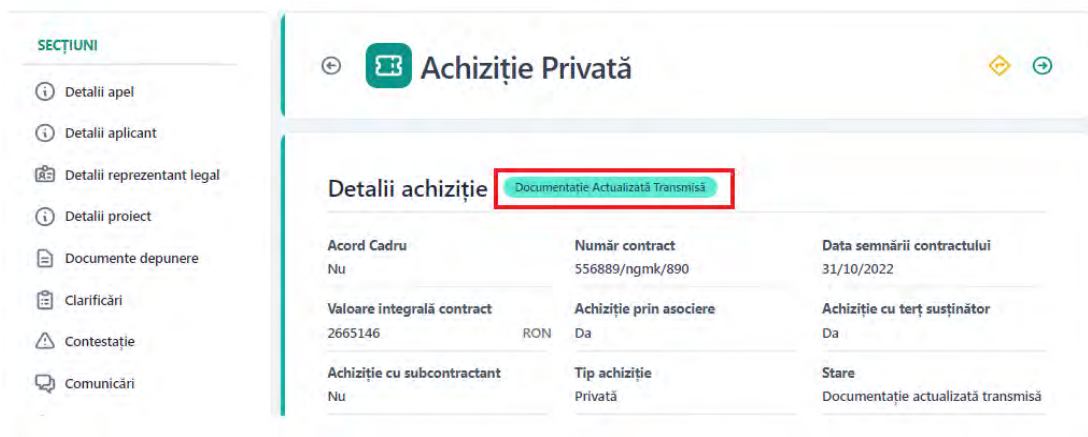 SECȚIUNI
Detalii apel
Detalii aplicant
Detalii reprezentant legal
Detalii proiect
Documente depunere
Clarificări
Contestație
Comunicări
Achiziție Privată
Detalii achiziție Documentație Actualizată Transmisă
Acord Cadru Număr contract Data semnării contractului
Nu 556889/ngmk/890 31/10/2022
Valoare integrală contract Achiziție prin asociere Achiziție cu terț susținător
2665146 RON Da Da
Achiziție cu subcontractant Tip achiziție Stare
Nu Privată Documentație actualizată transmisă